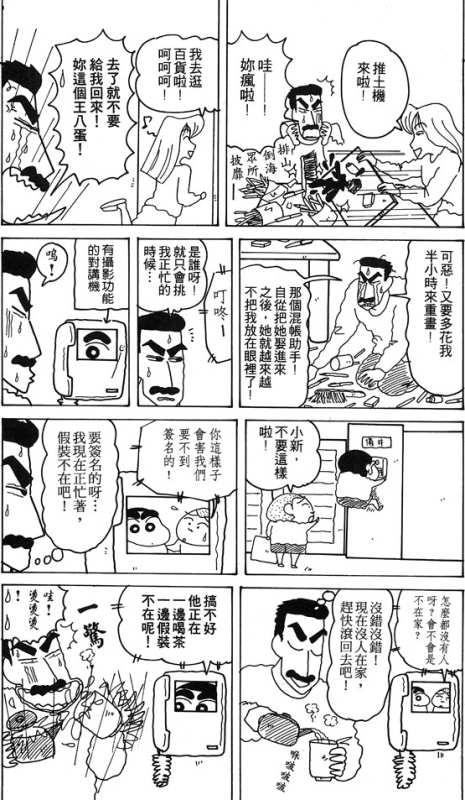 推土機
來啦！
哇——
妳瘋啦！
排山
倒海
眾所
披靡
我去逛
百貨啦！
呵呵呵！
去了就不要
給我回來！！
妳這個王八蛋！
可惡！又要多花我
半小時來重畫！
那個混帳助手！
自從把她娶進來
之後，她就越來越
不把我放在眼裡了！
叮咚～
是誰呀！
就只會挑
我正忙的
時候…
有攝影功能
的對講機
嗚！
小新，
不要這樣
啦！
你這樣子
會害我們
要不到
簽名的！
要簽名的呀…
我現在正忙著，
假裝不在吧！
怎麼都沒有人
呀？會不會是
不在家？
沒錯沒錯！
現在沒人在家，
趕快滾回去吧！
喉
啵
啵
啵
搞不好
他正在
一邊喝茶
一邊假裝
不在呢！
一驚
哇！
燙燙燙
！